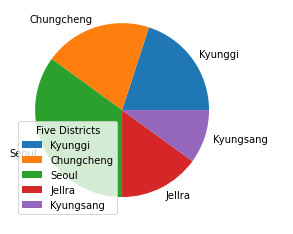 Chungcheng
Kyunggi
Five Districts
Kyunggi
Chungcheng
Seoul
Jellra
Kyungsang
Kyungsang
Jellra